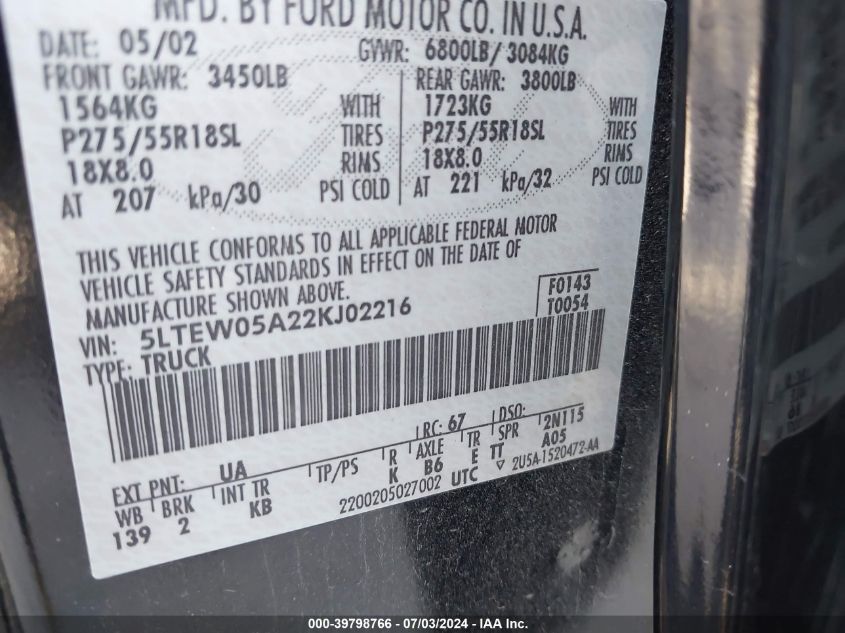 MFD. BY FORD MOTOR CO. IN U.S.A.
DATE: 05/02 GVWR: 6800LB/ 3084KG
FRONT GAWR: 3450LB REAR GAWR: 3800LB
1564KG WITH 1723KG WITH
P275/55R18SL TIRES P275/55R18SL TIRES
18X8.0 RIMS 18X8.0 RIMS
AT 207 kPa/30 PSI COLD AT 221 kPa/32 PSI COLD
THIS VEHICLE CONFORMS TO ALL APPLICABLE FEDERAL MOTOR
VEHICLE SAFETY STANDARDS IN EFFECT ON THE DATE OF
MANUFACTURE SHOWN ABOVE.
F0143
VIN: 5LTEW05A22KJ02216 T0054
TYPE: TRUCK
EXT PNT: UA RC: 67 DSO:
WB BRK INT TR TP/PS R AXLE TR SPR 2N115
139 2 KB K B6 E TT A05
2200205027002 UTC ▽ 2U5A-1520472-AA
000-39798766 - 07/03/2024 - IAA Inc.